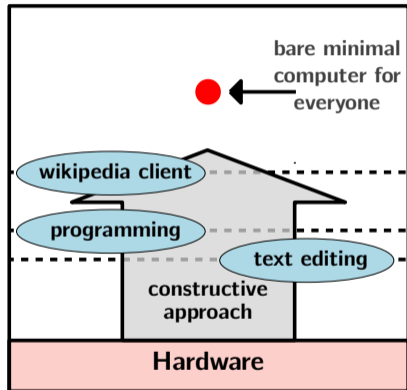 bare minimal
computer for
everyone
wikipedia client
programming
text editing
constructive
approach
Hardware